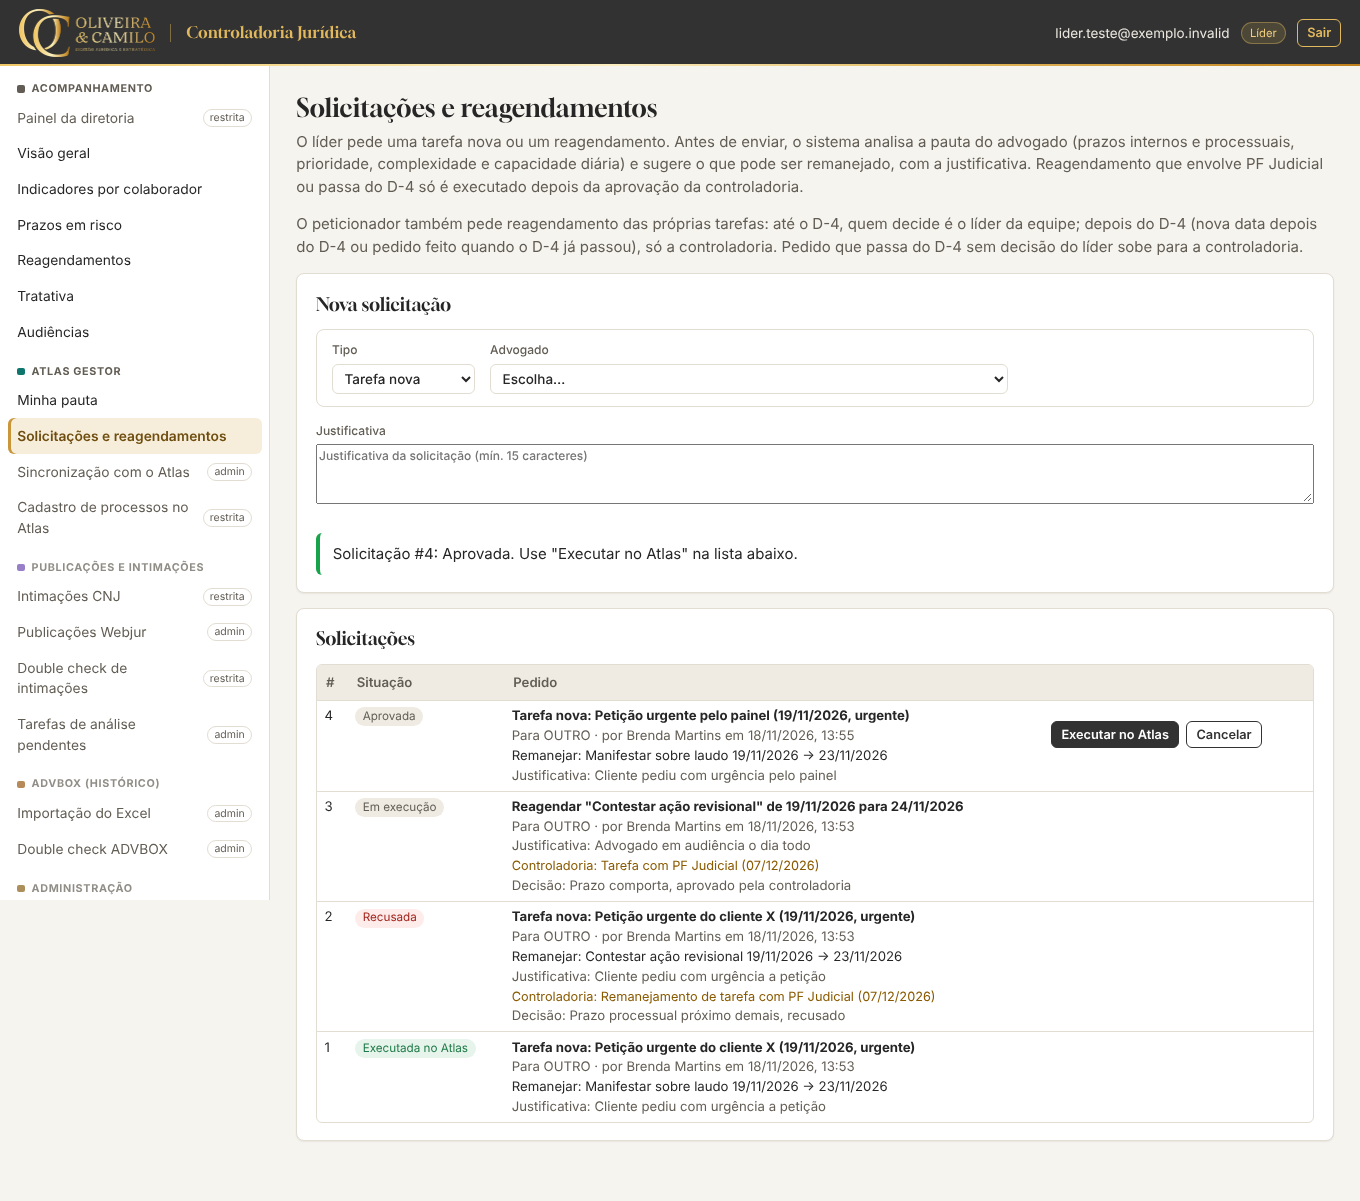 OLIVEIRA
& CAMILO
Controladoria Jurídica
lider.teste@exemplo.invalid
Líder
Sair
ACOMPANHAMENTO
Painel da diretoria
restrita
Visão geral
Indicadores por colaborador
Prazos em risco
Reagendamentos
Tratativa
Audiências
ATLAS GESTOR
Minha pauta
Solicitações e reagendamentos
Sincronização com o Atlas
admin
Cadastro de processos no
Atlas
restrita
PUBLICAÇÕES E INTIMAÇÕES
Intimações CNJ
restrita
Publicações Webjur
admin
Double check de
intimações
restrita
Tarefas de análise
pendentes
admin
ADVBOX (HISTÓRICO)
Importação do Excel
admin
Double check ADVBOX
admin
ADMINISTRAÇÃO
Solicitações e reagendamentos
O líder pede uma tarefa nova ou um reagendamento. Antes de enviar, o sistema analisa a pauta do advogado (prazos internos e processuais,
prioridade, complexidade e capacidade diária) e sugere o que pode ser remanejado, com a justificativa. Reagendamento que envolve PF Judicial
ou passa do D-4 só é executado depois da aprovação da controladoria.
O peticionador também pede reagendamento das próprias tarefas: até o D-4, quem decide é o líder da equipe; depois do D-4 (nova data depois
do D-4 ou pedido feito quando o D-4 já passou), só a controladoria. Pedido que passa do D-4 sem decisão do líder sobe para a controladoria.
Nova solicitação
Tipo
Advogado
Tarefa nova
Escolha...
Justificativa
Justificativa da solicitação (mín. 15 caracteres)
Solicitação #4: Aprovada. Use "Executar no Atlas" na lista abaixo.
Solicitações
# Situação Pedido
4 Aprovada Tarefa nova: Petição urgente pelo painel (19/11/2026, urgente)
Para OUTRO · por Brenda Martins em 18/11/2026, 13:55
Remanejar: Manifestar sobre laudo 19/11/2026 → 23/11/2026
Justificativa: Cliente pediu com urgência pelo painel
Executar no Atlas
Cancelar
3 Em execução Reagendar "Contestar ação revisional" de 19/11/2026 para 24/11/2026
Para OUTRO · por Brenda Martins em 18/11/2026, 13:53
Justificativa: Advogado em audiência o dia todo
Controladoria: Tarefa com PF Judicial (07/12/2026)
Decisão: Prazo comporta, aprovado pela controladoria
2 Recusada Tarefa nova: Petição urgente do cliente X (19/11/2026, urgente)
Para OUTRO · por Brenda Martins em 18/11/2026, 13:53
Remanejar: Contestar ação revisional 19/11/2026 → 23/11/2026
Justificativa: Cliente pediu com urgência a petição
Controladoria: Remanejamento de tarefa com PF Judicial (07/12/2026)
Decisão: Prazo processual próximo demais, recusado
1 Executada no Atlas Tarefa nova: Petição urgente do cliente X (19/11/2026, urgente)
Para OUTRO · por Brenda Martins em 18/11/2026, 13:53
Remanejar: Manifestar sobre laudo 19/11/2026 → 23/11/2026
Justificativa: Cliente pediu com urgência a petição